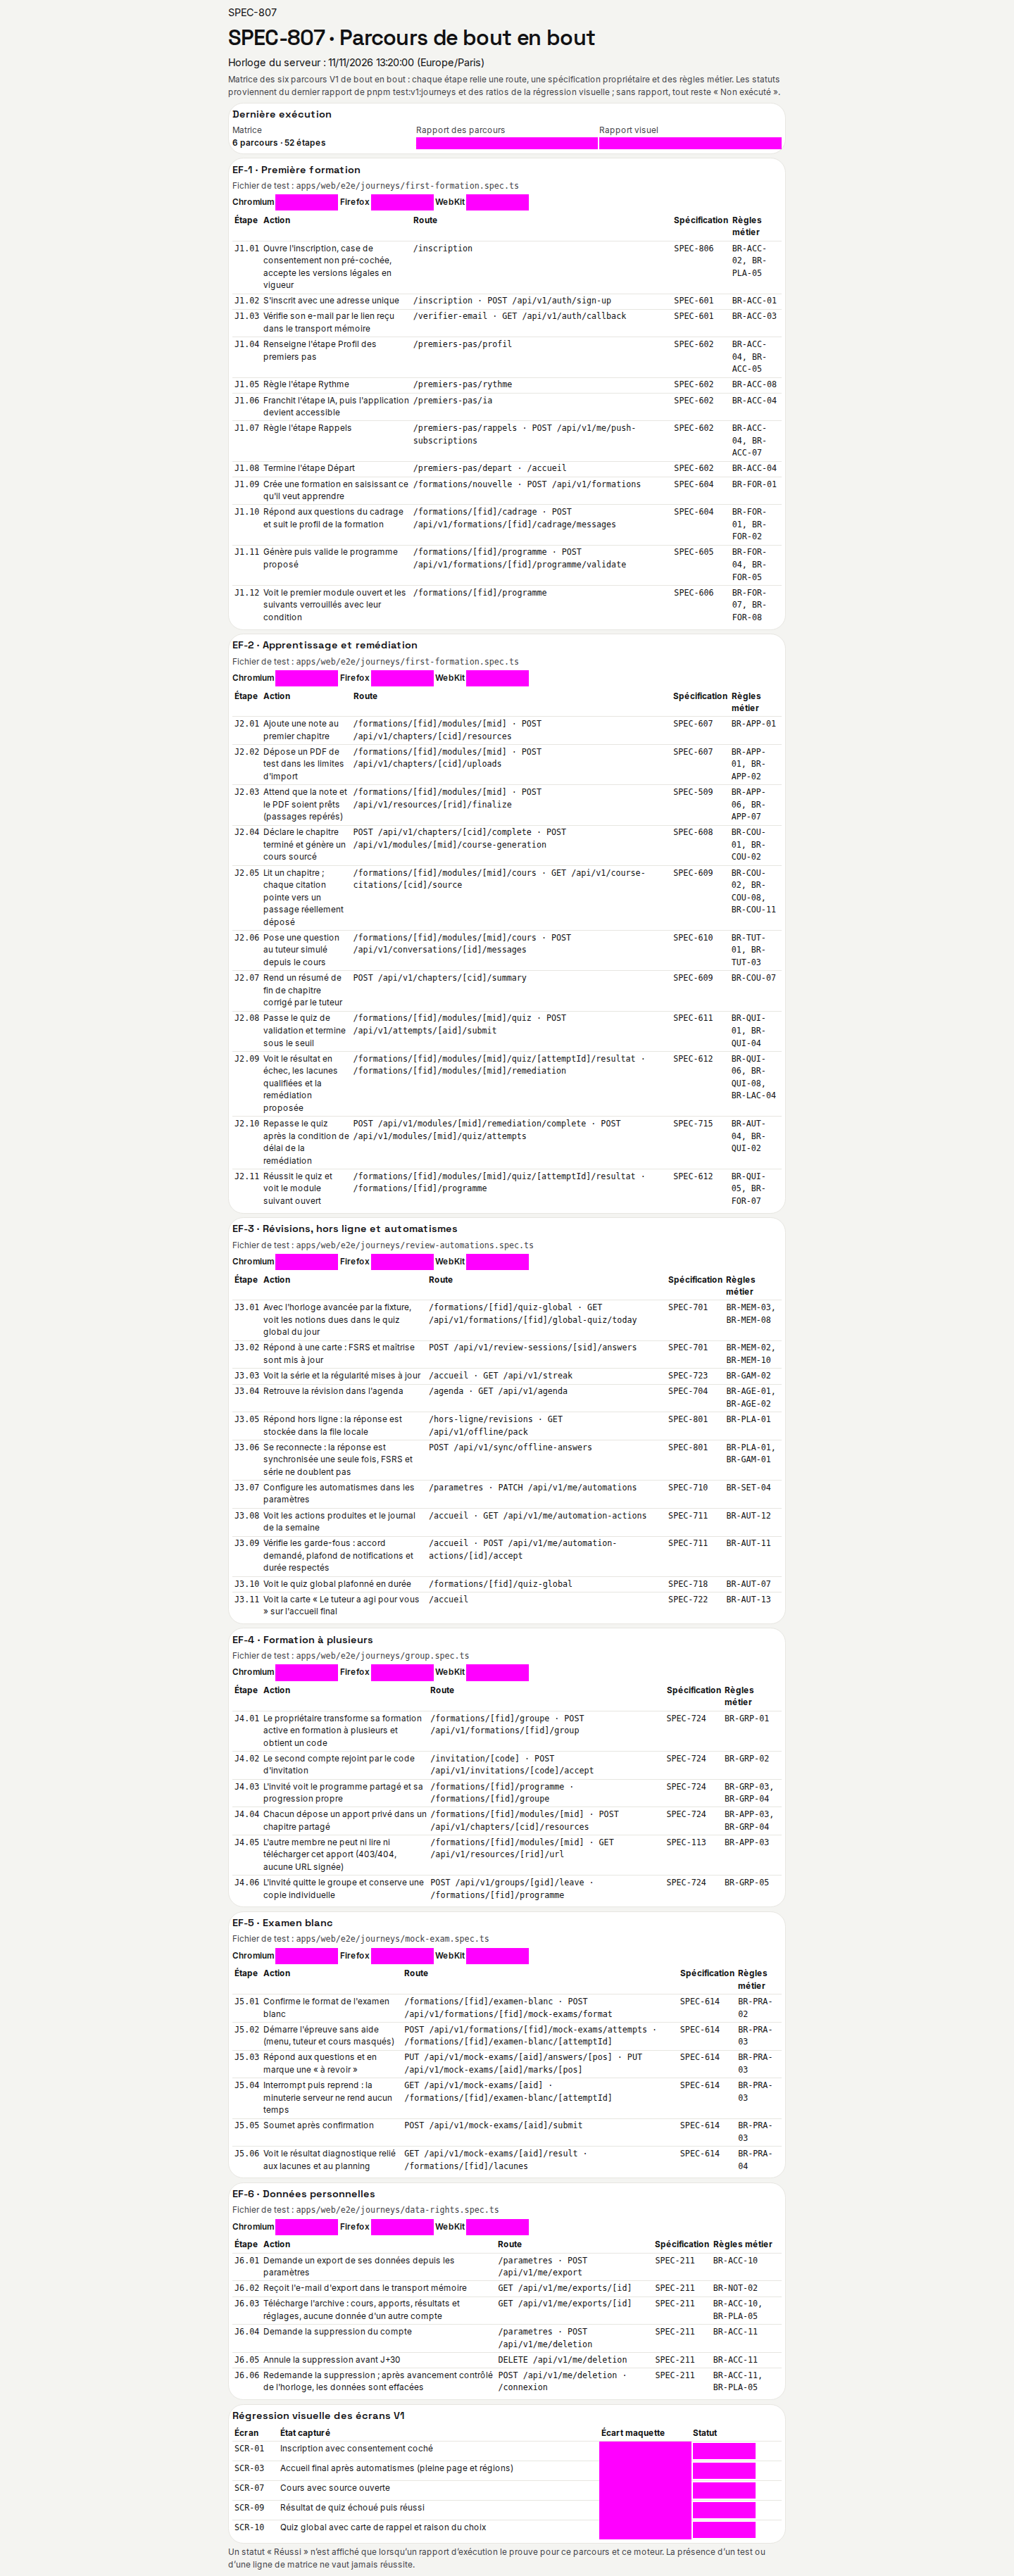 SPEC-807
SPEC-807 · Parcours de bout en bout
Horloge du serveur : 11/11/2026 13:20:00 (Europe/Paris)
Matrice des six parcours V1 de bout en bout : chaque étape relie une route, une spécification propriétaire et des règles métier. Les statuts
proviennent du dernier rapport de pnpm test:v1:journeys et des ratios de la régression visuelle ; sans rapport, tout reste « Non exécuté ».
Dernière exécution
Matrice Rapport des parcours Rapport visuel
6 parcours · 52 étapes
EF-1 · Première formation
Fichier de test : apps/web/e2e/journeys/first-formation.spec.ts
Chromium Firefox WebKit
Étape Action Route Spécification Règles
métier
J1.01 Ouvre l'inscription, case de /inscription SPEC-806 BR-ACC-
consentement non pré-cochée, 02, BR-
accepte les versions légales en PLA-05
vigueur
J1.02 S'inscrit avec une adresse unique /inscription · POST /api/v1/auth/sign-up SPEC-601 BR-ACC-01
J1.03 Vérifie son e-mail par le lien reçu /verifier-email · GET /api/v1/auth/callback SPEC-601 BR-ACC-03
dans le transport mémoire
J1.04 Renseigne l'étape Profil des /premiers-pas/profil SPEC-602 BR-ACC-
premiers pas 04, BR-
ACC-05
J1.05 Règle l'étape Rythme /premiers-pas/rythme SPEC-602 BR-ACC-08
J1.06 Franchit l'étape IA, puis l'application /premiers-pas/ia SPEC-602 BR-ACC-04
devient accessible
J1.07 Règle l'étape Rappels /premiers-pas/rappels · POST /api/v1/me/push- SPEC-602 BR-ACC-
subscriptions 04, BR-
ACC-07
J1.08 Termine l'étape Départ /premiers-pas/depart · /accueil SPEC-602 BR-ACC-04
J1.09 Crée une formation en saisissant ce /formations/nouvelle · POST /api/v1/formations SPEC-604 BR-FOR-01
qu'il veut apprendre
J1.10 Répond aux questions du cadrage /formations/[fid]/cadrage · POST SPEC-604 BR-FOR-
et suit le profil de la formation /api/v1/formations/[fid]/cadrage/messages 01, BR-
FOR-02
J1.11 Génère puis valide le programme /formations/[fid]/programme · POST SPEC-605 BR-FOR-
proposé /api/v1/formations/[fid]/programme/validate 04, BR-
FOR-05
J1.12 Voit le premier module ouvert et les /formations/[fid]/programme SPEC-606 BR-FOR-
suivants verrouillés avec leur 07, BR-
condition FOR-08
EF-2 · Apprentissage et remédiation
Fichier de test : apps/web/e2e/journeys/first-formation.spec.ts
Chromium Firefox WebKit
Étape Action Route Spécification Règles
métier
J2.01 Ajoute une note au /formations/[fid]/modules/[mid] · POST SPEC-607 BR-APP-01
premier chapitre /api/v1/chapters/[cid]/resources
J2.02 Dépose un PDF de /formations/[fid]/modules/[mid] · POST SPEC-607 BR-APP-
test dans les limites /api/v1/chapters/[cid]/uploads 01, BR-
d'import APP-02
J2.03 Attend que la note et /formations/[fid]/modules/[mid] · POST SPEC-509 BR-APP-
le PDF soient prêts /api/v1/resources/[rid]/finalize 06, BR-
(passages repérés) APP-07
J2.04 Déclare le chapitre POST /api/v1/chapters/[cid]/complete · POST SPEC-608 BR-COU-
terminé et génère un /api/v1/modules/[mid]/course-generation 01, BR-
cours sourcé COU-02
J2.05 Lit un chapitre ; /formations/[fid]/modules/[mid]/cours · GET /api/v1/course- SPEC-609 BR-COU-
chaque citation citations/[cid]/source 02, BR-
pointe vers un COU-08,
passage réellement BR-COU-11
déposé
J2.06 Pose une question /formations/[fid]/modules/[mid]/cours · POST SPEC-610 BR-TUT-
au tuteur simulé /api/v1/conversations/[id]/messages 01, BR-
depuis le cours TUT-03
J2.07 Rend un résumé de POST /api/v1/chapters/[cid]/summary SPEC-609 BR-COU-07
fin de chapitre
corrigé par le tuteur
J2.08 Passe le quiz de /formations/[fid]/modules/[mid]/quiz · POST SPEC-611 BR-QUI-
validation et termine /api/v1/attempts/[aid]/submit 01, BR-
sous le seuil QUI-04
J2.09 Voit le résultat en /formations/[fid]/modules/[mid]/quiz/[attemptId]/resultat · SPEC-612 BR-QUI-
échec, les lacunes /formations/[fid]/modules/[mid]/remediation 06, BR-
qualifiées et la QUI-08,
remédiation BR-LAC-04
proposée
J2.10 Repasse le quiz POST /api/v1/modules/[mid]/remediation/complete · POST SPEC-715 BR-AUT-
après la condition de /api/v1/modules/[mid]/quiz/attempts 04, BR-
délai de la QUI-02
remédiation
J2.11 Réussit le quiz et /formations/[fid]/modules/[mid]/quiz/[attemptId]/resultat · SPEC-612 BR-QUI-
voit le module /formations/[fid]/programme 05, BR-
suivant ouvert FOR-07
EF-3 · Révisions, hors ligne et automatismes
Fichier de test : apps/web/e2e/journeys/review-automations.spec.ts
Chromium Firefox WebKit
Étape Action Route Spécification Règles
métier
J3.01 Avec l'horloge avancée par la fixture, /formations/[fid]/quiz-global · GET SPEC-701 BR-MEM-03,
voit les notions dues dans le quiz /api/v1/formations/[fid]/global-quiz/today BR-MEM-08
global du jour
J3.02 Répond à une carte : FSRS et maîtrise POST /api/v1/review-sessions/[sid]/answers SPEC-701 BR-MEM-02,
sont mis à jour BR-MEM-10
J3.03 Voit la série et la régularité mises à jour /accueil · GET /api/v1/streak SPEC-723 BR-GAM-02
J3.04 Retrouve la révision dans l'agenda /agenda · GET /api/v1/agenda SPEC-704 BR-AGE-01,
BR-AGE-02
J3.05 Répond hors ligne : la réponse est /hors-ligne/revisions · GET SPEC-801 BR-PLA-01
stockée dans la file locale /api/v1/offline/pack
J3.06 Se reconnecte : la réponse est POST /api/v1/sync/offline-answers SPEC-801 BR-PLA-01,
synchronisée une seule fois, FSRS et BR-GAM-01
série ne doublent pas
J3.07 Configure les automatismes dans les /parametres · PATCH /api/v1/me/automations SPEC-710 BR-SET-04
paramètres
J3.08 Voit les actions produites et le journal /accueil · GET /api/v1/me/automation-actions SPEC-711 BR-AUT-12
de la semaine
J3.09 Vérifie les garde-fous : accord /accueil · POST /api/v1/me/automation- SPEC-711 BR-AUT-11
demandé, plafond de notifications et actions/[id]/accept
durée respectés
J3.10 Voit le quiz global plafonné en durée /formations/[fid]/quiz-global SPEC-718 BR-AUT-07
J3.11 Voit la carte « Le tuteur a agi pour vous /accueil SPEC-722 BR-AUT-13
» sur l'accueil final
EF-4 · Formation à plusieurs
Fichier de test : apps/web/e2e/journeys/group.spec.ts
Chromium Firefox WebKit
Étape Action Route Spécification Règles
métier
J4.01 Le propriétaire transforme sa formation /formations/[fid]/groupe · POST SPEC-724 BR-GRP-01
active en formation à plusieurs et /api/v1/formations/[fid]/group
obtient un code
J4.02 Le second compte rejoint par le code /invitation/[code] · POST SPEC-724 BR-GRP-02
d'invitation /api/v1/invitations/[code]/accept
J4.03 L'invité voit le programme partagé et sa /formations/[fid]/programme · SPEC-724 BR-GRP-03,
progression propre /formations/[fid]/groupe BR-GRP-04
J4.04 Chacun dépose un apport privé dans un /formations/[fid]/modules/[mid] · POST SPEC-724 BR-APP-03,
chapitre partagé /api/v1/chapters/[cid]/resources BR-GRP-04
J4.05 L'autre membre ne peut ni lire ni /formations/[fid]/modules/[mid] · GET SPEC-113 BR-APP-03
télécharger cet apport (403/404, /api/v1/resources/[rid]/url
aucune URL signée)
J4.06 L'invité quitte le groupe et conserve une POST /api/v1/groups/[gid]/leave · SPEC-724 BR-GRP-05
copie individuelle /formations/[fid]/programme
EF-5 · Examen blanc
Fichier de test : apps/web/e2e/journeys/mock-exam.spec.ts
Chromium Firefox WebKit
Étape Action Route Spécification Règles
métier
J5.01 Confirme le format de l'examen /formations/[fid]/examen-blanc · POST SPEC-614 BR-PRA-
blanc /api/v1/formations/[fid]/mock-exams/format 02
J5.02 Démarre l'épreuve sans aide POST /api/v1/formations/[fid]/mock-exams/attempts · SPEC-614 BR-PRA-
(menu, tuteur et cours masqués) /formations/[fid]/examen-blanc/[attemptId] 03
J5.03 Répond aux questions et en PUT /api/v1/mock-exams/[aid]/answers/[pos] · PUT SPEC-614 BR-PRA-
marque une « à revoir » /api/v1/mock-exams/[aid]/marks/[pos] 03
J5.04 Interrompt puis reprend : la GET /api/v1/mock-exams/[aid] · SPEC-614 BR-PRA-
minuterie serveur ne rend aucun /formations/[fid]/examen-blanc/[attemptId] 03
temps
J5.05 Soumet après confirmation POST /api/v1/mock-exams/[aid]/submit SPEC-614 BR-PRA-
03
J5.06 Voit le résultat diagnostique relié GET /api/v1/mock-exams/[aid]/result · SPEC-614 BR-PRA-
aux lacunes et au planning /formations/[fid]/lacunes 04
EF-6 · Données personnelles
Fichier de test : apps/web/e2e/journeys/data-rights.spec.ts
Chromium Firefox WebKit
Étape Action Route Spécification Règles métier
J6.01 Demande un export de ses données depuis les /parametres · POST SPEC-211 BR-ACC-10
paramètres /api/v1/me/export
J6.02 Reçoit l'e-mail d'export dans le transport mémoire GET /api/v1/me/exports/[id] SPEC-211 BR-NOT-02
J6.03 Télécharge l'archive : cours, apports, résultats et GET /api/v1/me/exports/[id] SPEC-211 BR-ACC-10,
réglages, aucune donnée d'un autre compte BR-PLA-05
J6.04 Demande la suppression du compte /parametres · POST SPEC-211 BR-ACC-11
/api/v1/me/deletion
J6.05 Annule la suppression avant J+30 DELETE /api/v1/me/deletion SPEC-211 BR-ACC-11
J6.06 Redemande la suppression ; après avancement contrôlé POST /api/v1/me/deletion · SPEC-211 BR-ACC-11,
de l'horloge, les données sont effacées /connexion BR-PLA-05
Régression visuelle des écrans V1
Écran État capturé Écart maquette Statut
SCR-01 Inscription avec consentement coché
SCR-03 Accueil final après automatismes (pleine page et régions)
SCR-07 Cours avec source ouverte
SCR-09 Résultat de quiz échoué puis réussi
SCR-10 Quiz global avec carte de rappel et raison du choix
Un statut « Réussi » n'est affiché que lorsqu'un rapport d'exécution le prouve pour ce parcours et ce moteur. La présence d'un test ou
d'une ligne de matrice ne vaut jamais réussite.